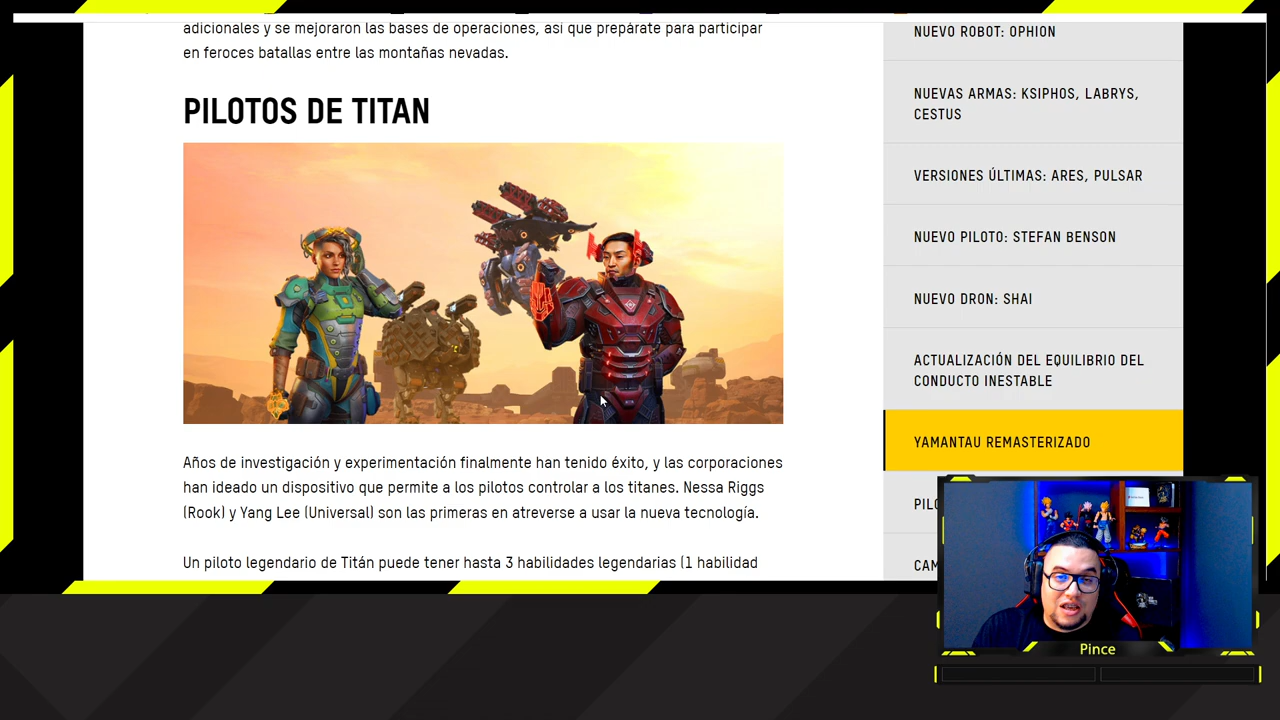 adicionales y se mejoraron las bases de operaciones, así que prepárate para participar
en feroces batallas entre las montañas nevadas.
PILOTOS DE TITAN
Años de investigación y experimentación finalmente han tenido éxito, y las corporaciones
han ideado un dispositivo que permite a los pilotos controlar a los titanes. Nessa Riggs
(Rook) y Yang Lee (Universal) son las primeras en atreverse a usar la nueva tecnología.
Un piloto legendario de Titán puede tener hasta 3 habilidades legendarias (1 habilidad
NUEVO ROBOT: OPHION
NUEVAS ARMAS: KSIPHOS, LABRYS,
CESTUS
VERSIONES ÚLTIMAS: ARES, PULSAR
NUEVO PILOTO: STEFAN BENSON
NUEVO DRON: SHAI
ACTUALIZACIÓN DEL EQUILIBRIO DEL
CONDUCTO INESTABLE
YAMANTAU REMASTERIZADO
Pince